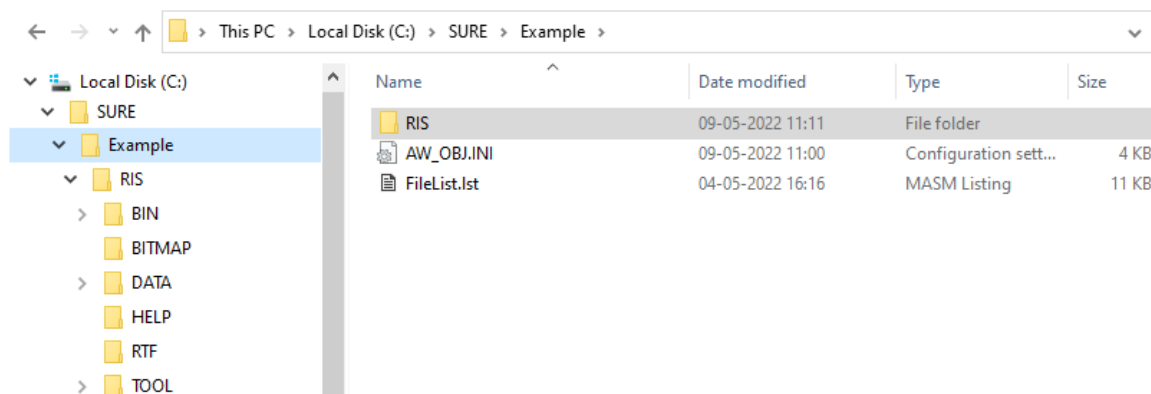 This PC > Local Disk (C:) > SURE > Example >
Local Disk (C:)
SURE
Example
RIS
BIN
BITMAP
DATA
HELP
RTF
TOOL
Name Date modified Type Size
RIS 09-05-2022 11:11 File folder
AW_OBJ.INI 09-05-2022 11:00 Configuration sett... 4 KB
FileList.lst 04-05-2022 16:16 MASM Listing 11 KB